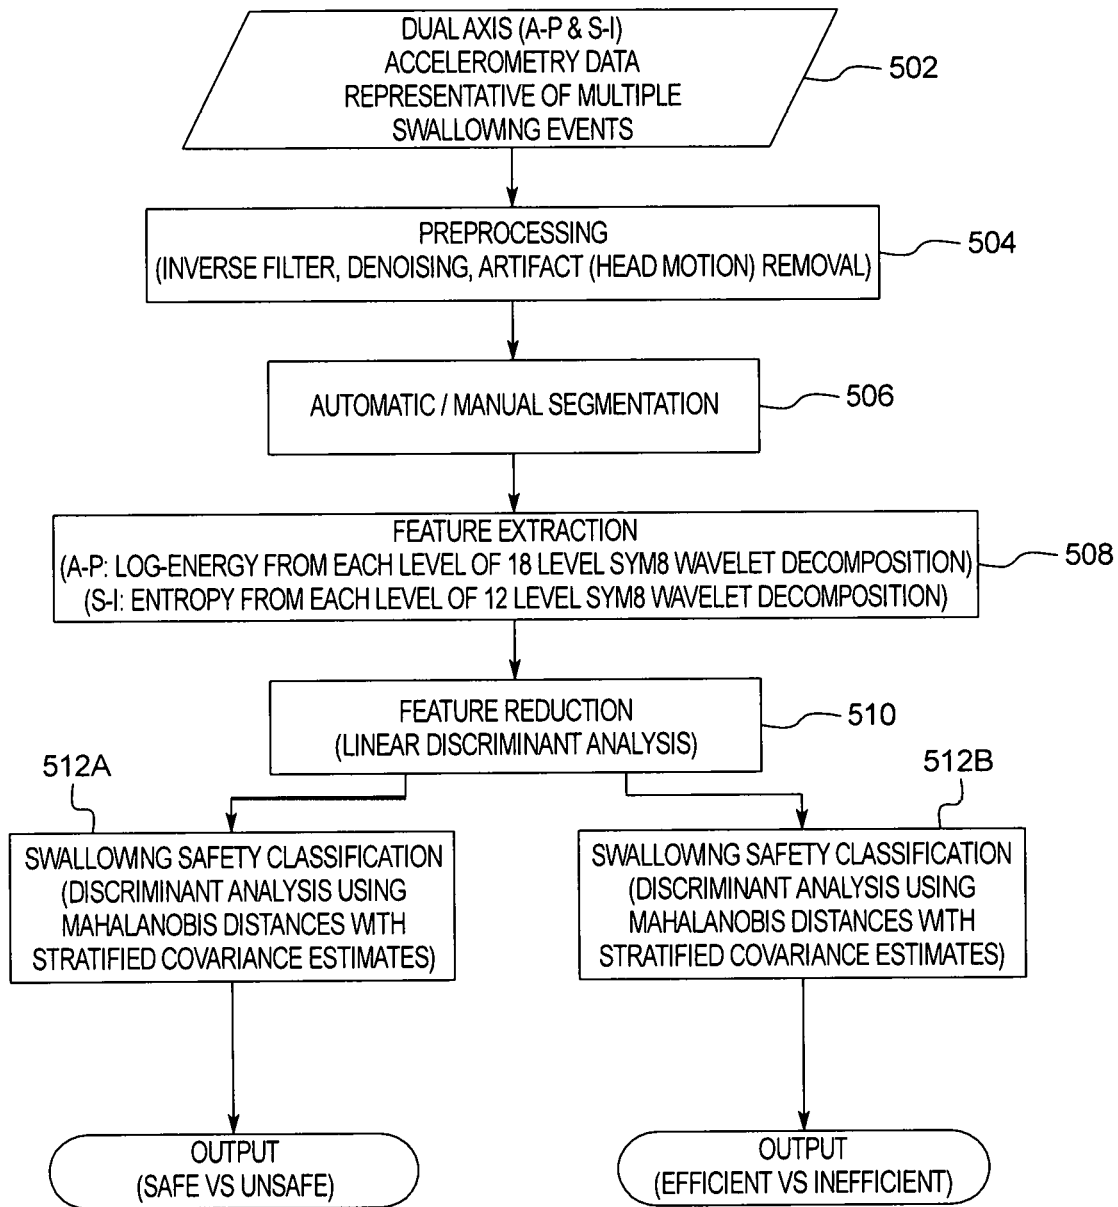 DUAL AXIS (A-P & S-I)
ACCELEROMETRY DATA
REPRESENTATIVE OF MULTIPLE
SWALLOWING EVENTS
502
PREPROCESSING
(INVERSE FILTER, DENOISING, ARTIFACT (HEAD MOTION) REMOVAL)
504
AUTOMATIC / MANUAL SEGMENTATION
506
FEATURE EXTRACTION
(A-P: LOG-ENERGY FROM EACH LEVEL OF 18 LEVEL SYM8 WAVELET DECOMPOSITION)
(S-I: ENTROPY FROM EACH LEVEL OF 12 LEVEL SYM8 WAVELET DECOMPOSITION)
508
FEATURE REDUCTION
(LINEAR DISCRIMINANT ANALYSIS)
510
512A
SWALLOWING SAFETY CLASSIFICATION
(DISCRIMINANT ANALYSIS USING
MAHALANOBIS DISTANCES WITH
STRATIFIED COVARIANCE ESTIMATES)
512B
SWALLOWING SAFETY CLASSIFICATION
(DISCRIMINANT ANALYSIS USING
MAHALANOBIS DISTANCES WITH
STRATIFIED COVARIANCE ESTIMATES)
OUTPUT
(SAFE VS UNSAFE)
OUTPUT
(EFFICIENT VS INEFFICIENT)